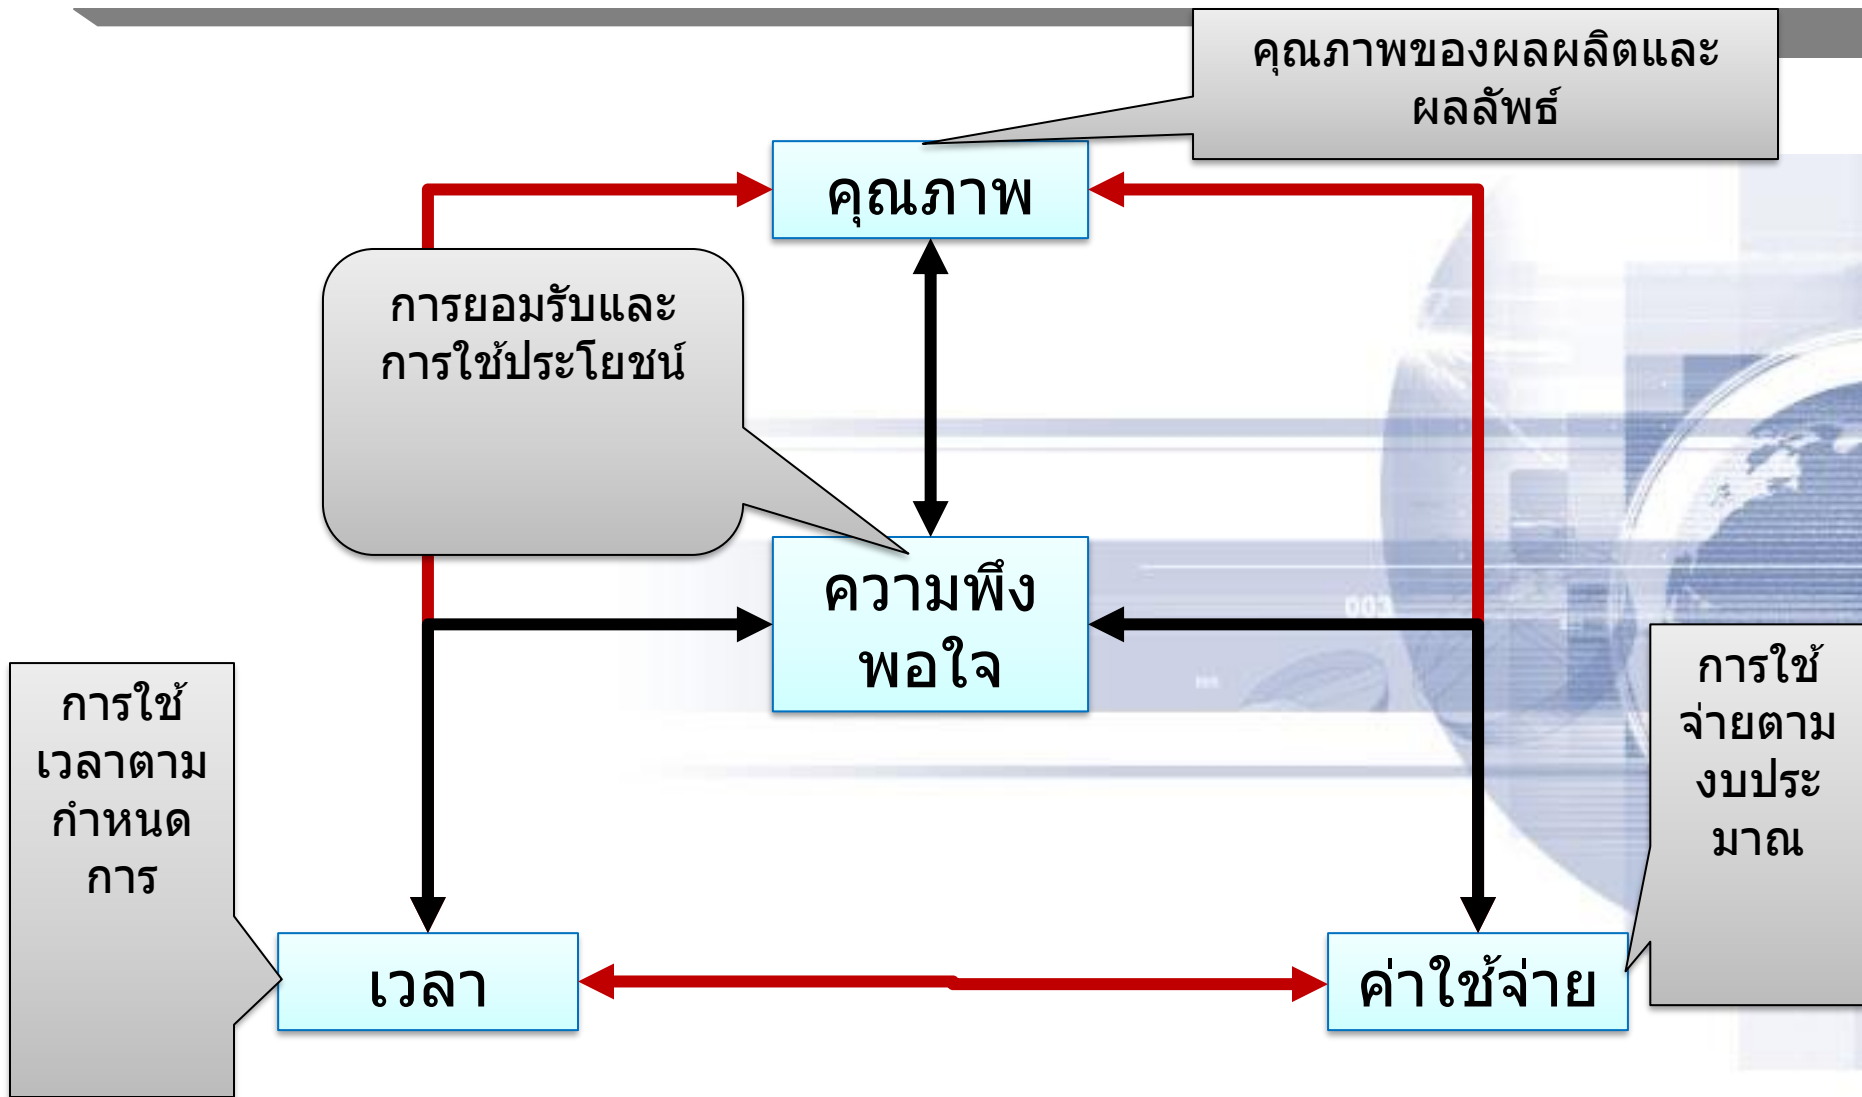 คุณภาพของผลผลิตและ
ผลลัพธ์
คุณภาพ
การยอมรับและ
การใช้ประโยชน์
ความพึง
พอใจ
003
การใช้
เวลาตาม
กำหนด
การ
การใช้
จ่ายตาม
งบประ
มาณ
เวลา
ค่าใช้จ่าย